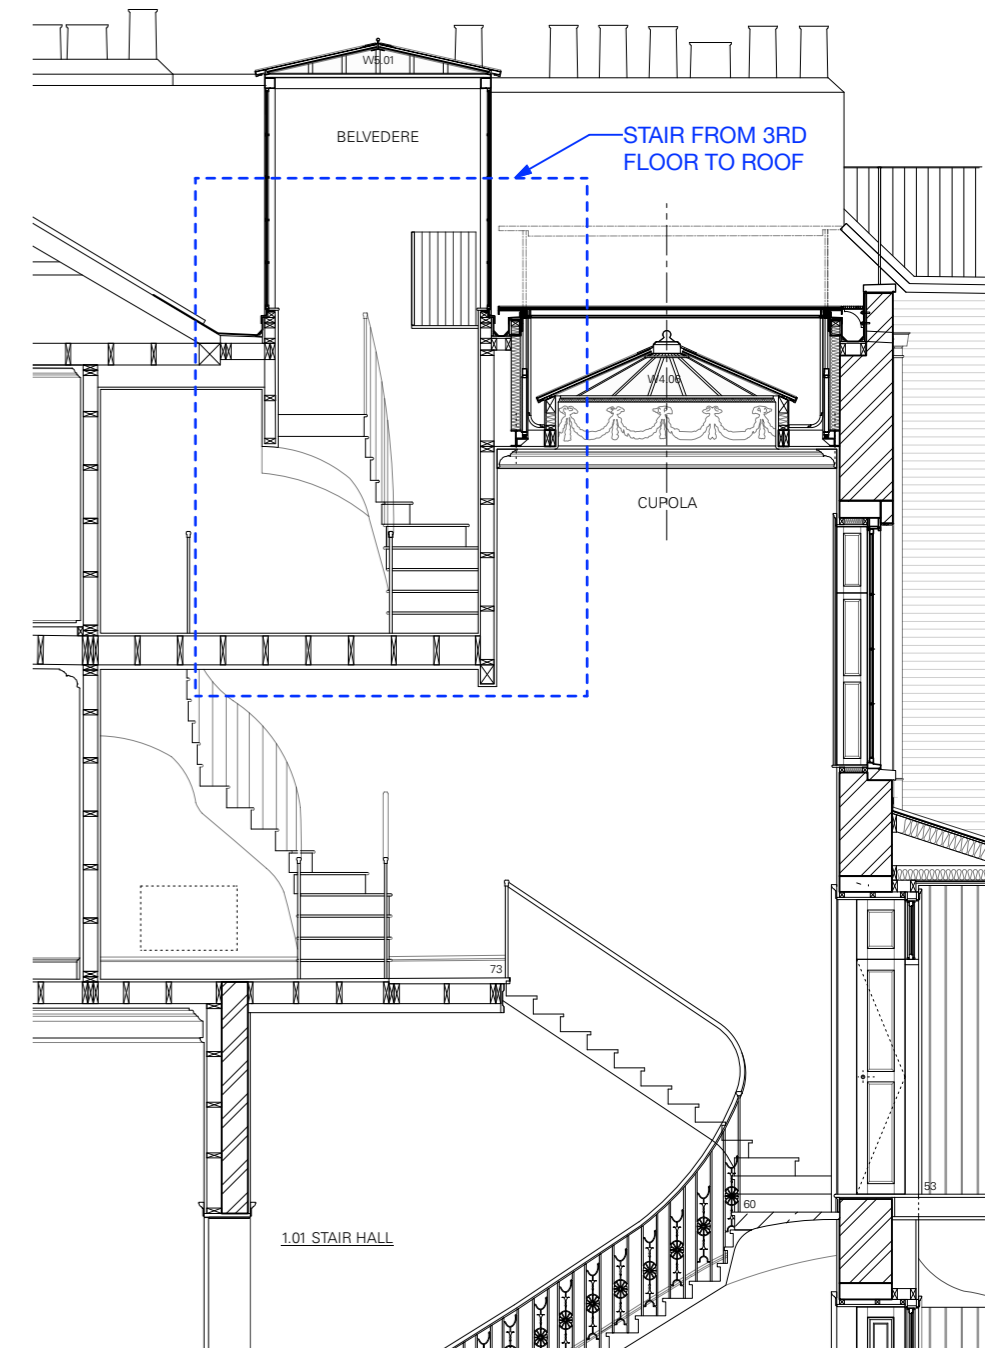 W5.01
BELVEDERE
STAIR FROM 3RD
FLOOR TO ROOF
W4.06
CUPOLA
73
53
60
1.01 STAIR HALL